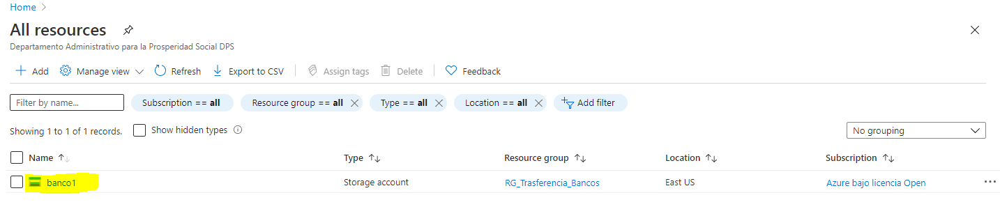 Home
All resources
Departamento Administrativo para la Prosperidad Social DPS
Add Manage view Refresh Export to CSV Assign tags Delete Feedback
Filter by name... Subscription == all Resource group == all Type == all Location == all Add filter
Showing 1 to 1 of 1 records. Show hidden types
No grouping
Name Type Resource group Location Subscription
banco1 Storage account RG_Trasferencia_Bancos East US Azure bajo licencia Open